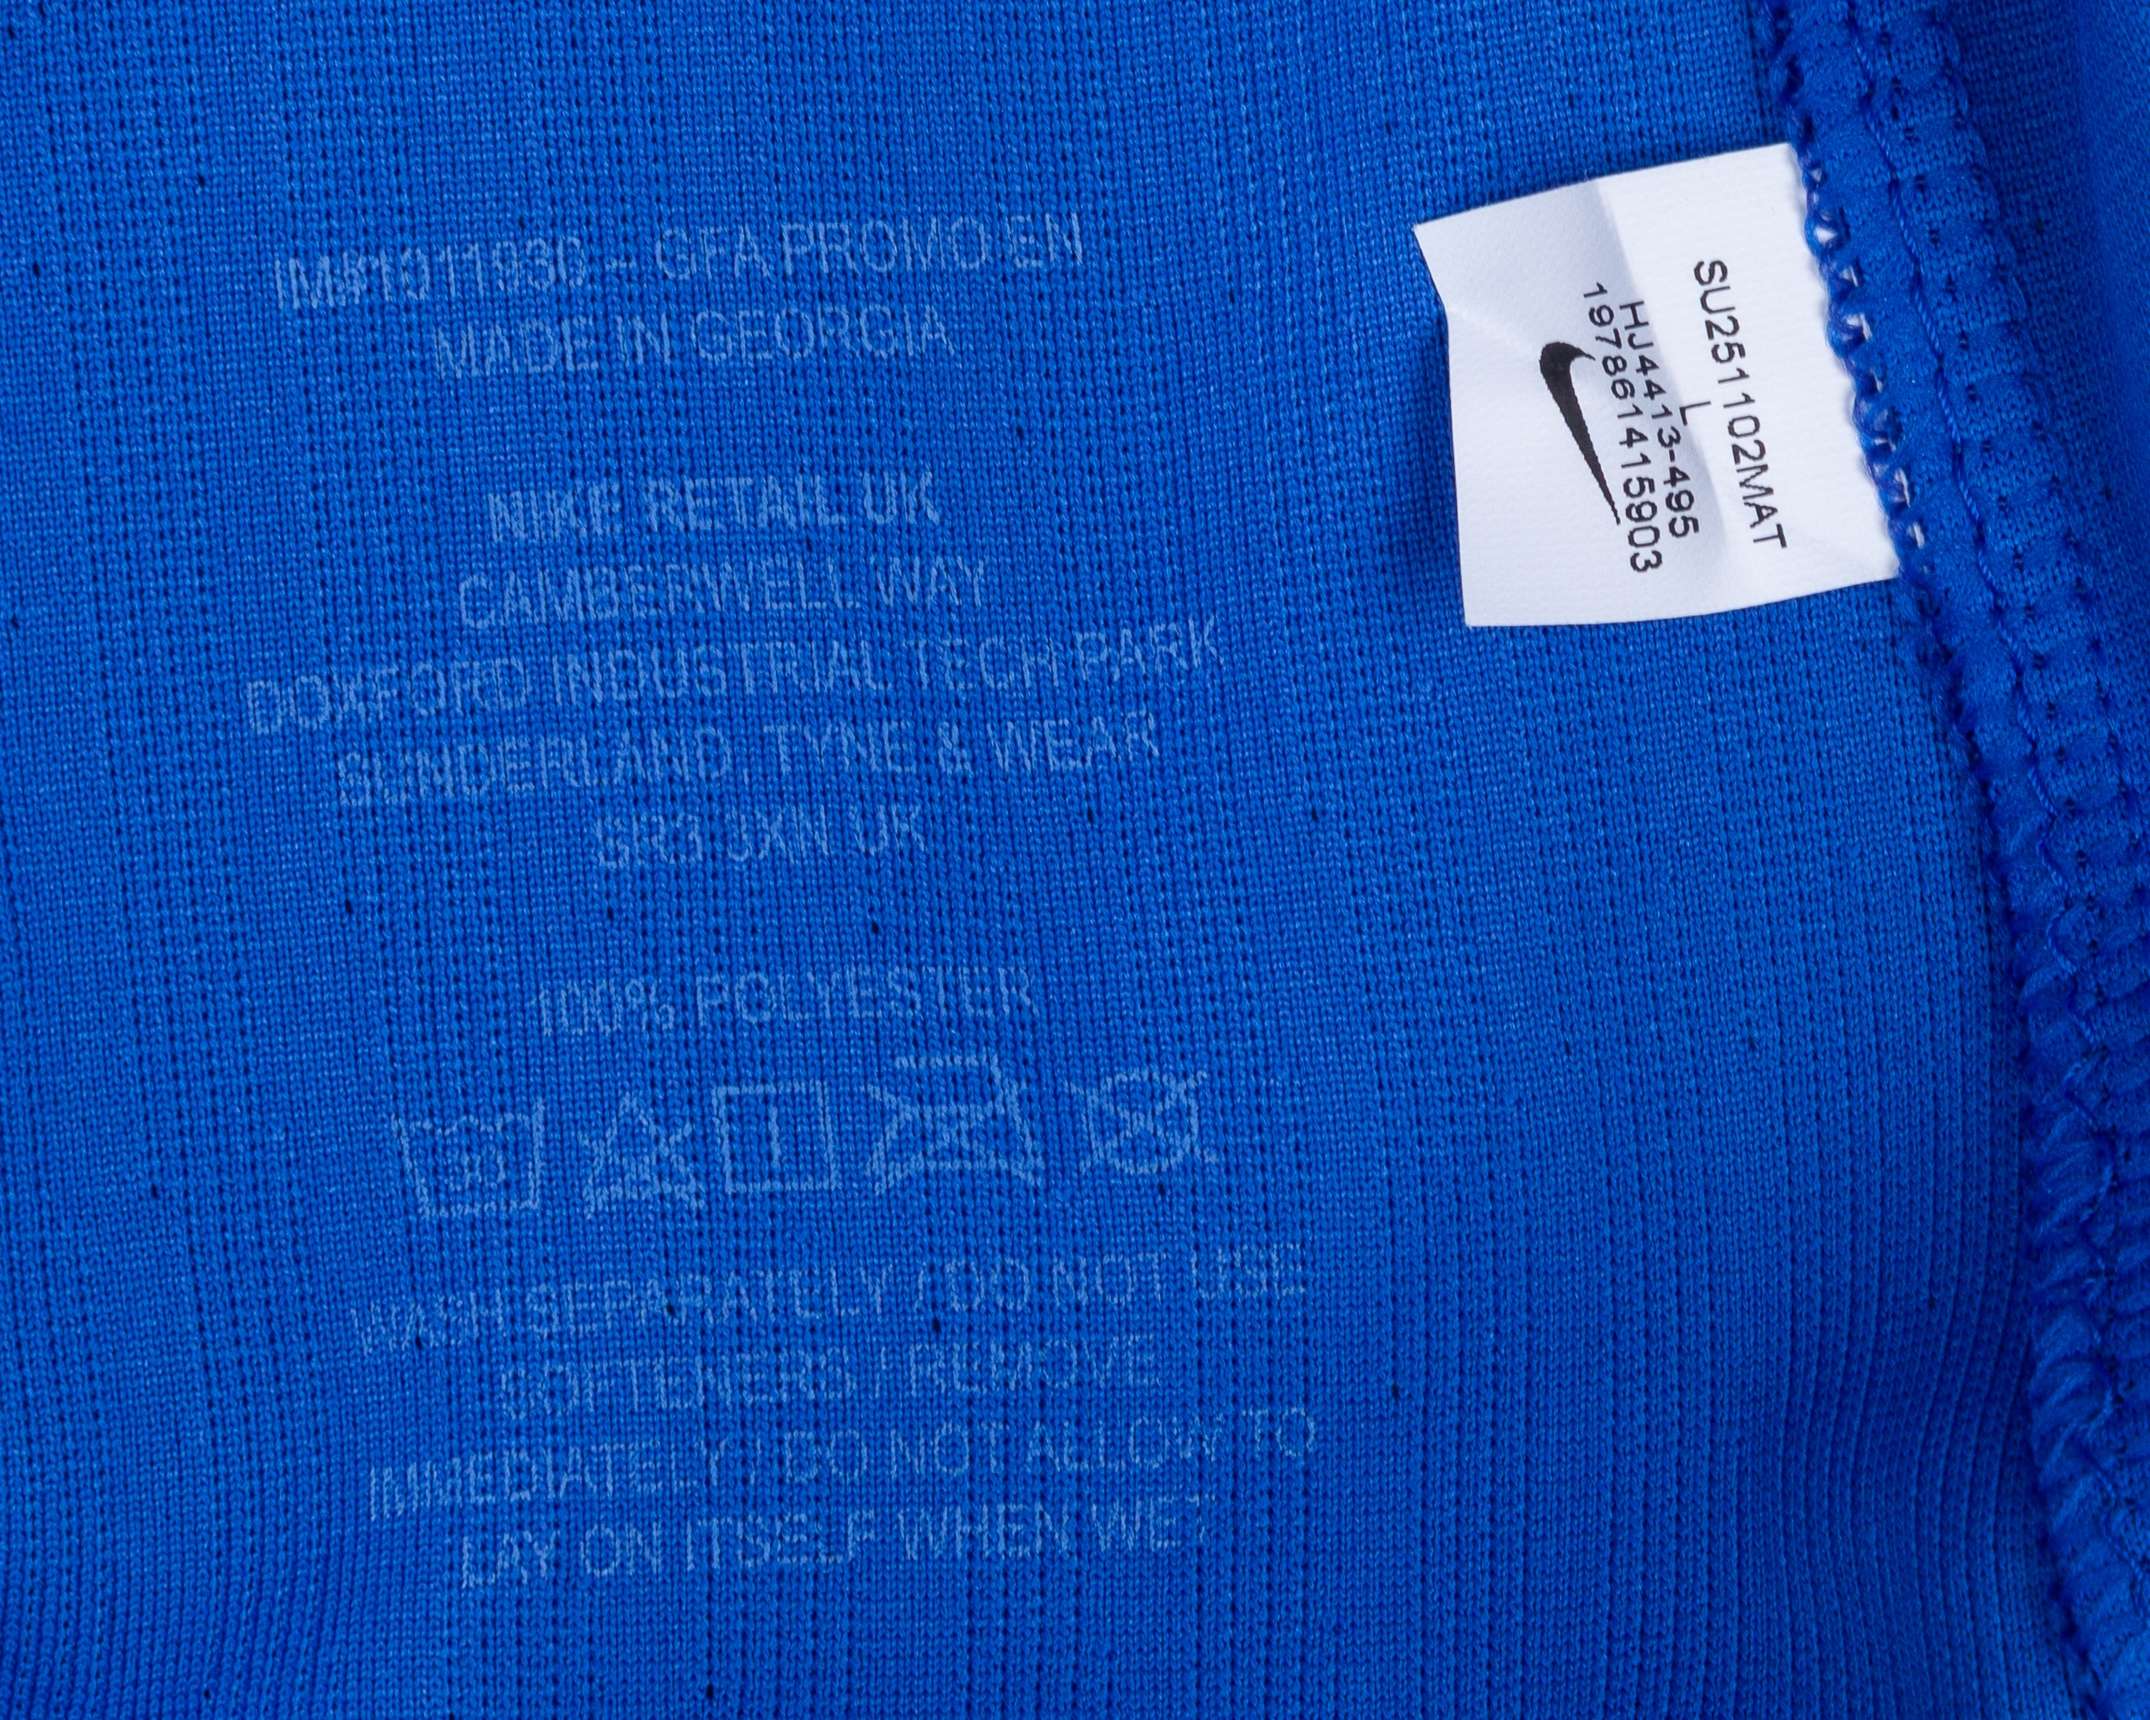 IM#1011930 – GFA PROMO EN
MADE IN GEORGIA
NIKE RETAIL UK
CAMBERWELL WAY
DOXFORD INDUSTRIAL TECH PARK
SUNDERLAND, TYNE & WEAR
SR3 3XN UK
100% POLYESTER
30
WASH SEPARATELY / DO NOT USE
SOFTENERS / REMOVE
IMMEDIATELY / DO NOT ALLOW TO
LAY ON ITSELF WHEN WET
SU251102MAT
L
HJ4413-495
197861415903